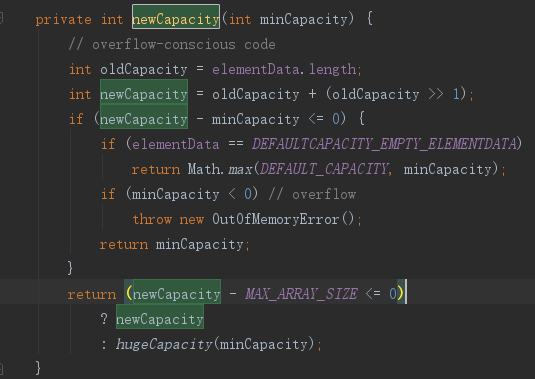 private int newCapacity(int minCapacity) {
// overflow-conscious code
int oldCapacity = elementData.length;
int newCapacity = oldCapacity + (oldCapacity >> 1);
if (newCapacity - minCapacity <= 0) {
if (elementData == DEFAULTCAPACITY_EMPTY_ELEMENTDATA)
return Math.max(DEFAULT_CAPACITY, minCapacity);
if (minCapacity < 0) // overflow
throw new OutOfMemoryError();
return minCapacity;
}
return (newCapacity - MAX_ARRAY_SIZE <= 0)
? newCapacity
: hugeCapacity(minCapacity);
}